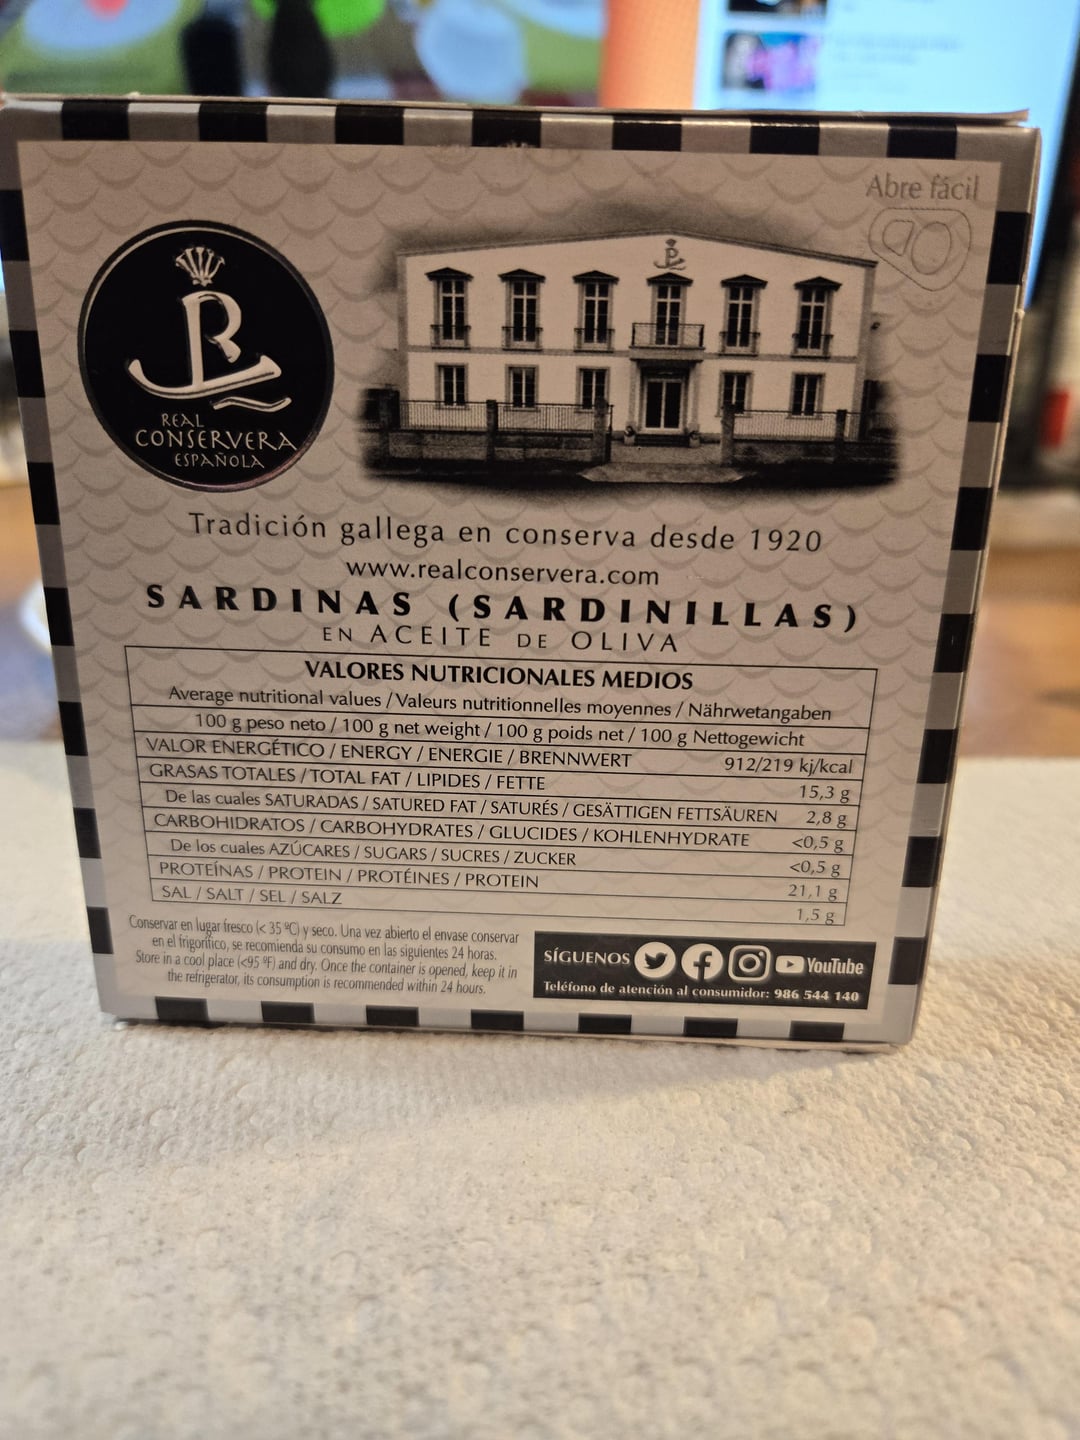 Abre fácil
REAL
CONSERVERA
ESPAÑOLA
Tradición gallega en conserva desde 1920
www.realconservera.com
SARDINAS (SARDINILLAS)
EN ACEITE DE OLIVA
VALORES NUTRICIONALES MEDIOS
Average nutritional values / Valeurs nutritionnelles moyennes / Nährwetangaben
100 g peso neto / 100 g net weight / 100 g poids net / 100 g Nettogewicht
VALOR ENERGÉTICO / ENERGY / ENERGIE / BRENNWERT 912/219 kj/kcal
GRASAS TOTALES / TOTAL FAT / LIPIDES / FETTE 15,3 g
De las cuales SATURADAS / SATURED FAT / SATURÉS / GESÄTTIGEN FETTSÄUREN 2,8 g
CARBOHIDRATOS / CARBOHYDRATES / GLUCIDES / KOHLENHYDRATE <0,5 g
De los cuales AZÚCARES / SUGARS / SUCRES / ZUCKER <0,5 g
PROTEÍNAS / PROTEIN / PROTÉINES / PROTEIN 21,1 g
SAL / SALT / SEL / SALZ 1,5 g
Conservar en lugar fresco (< 35 ºC) y seco. Una vez abierto el envase conservar
en el frigorífico, se recomienda su consumo en las siguientes 24 horas.
Store in a cool place (<95 ºF) and dry. Once the container is opened, keep it in
the refrigerator, its consumption is recommended within 24 hours.
SÍGUENOS YouTube
Teléfono de atención al consumidor: 986 544 140